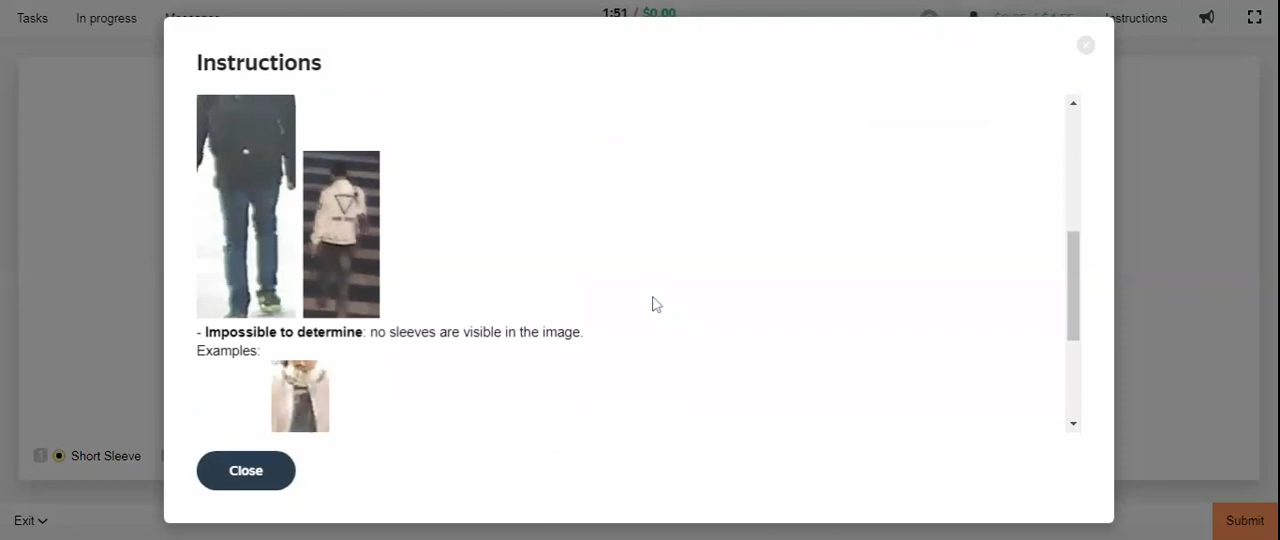 Tasks In progress 1:51 / $0.00 Instructions
Instructions
- Impossible to determine: no sleeves are visible in the image.
Examples:
1 Short Sleeve
Close
Exit Submit